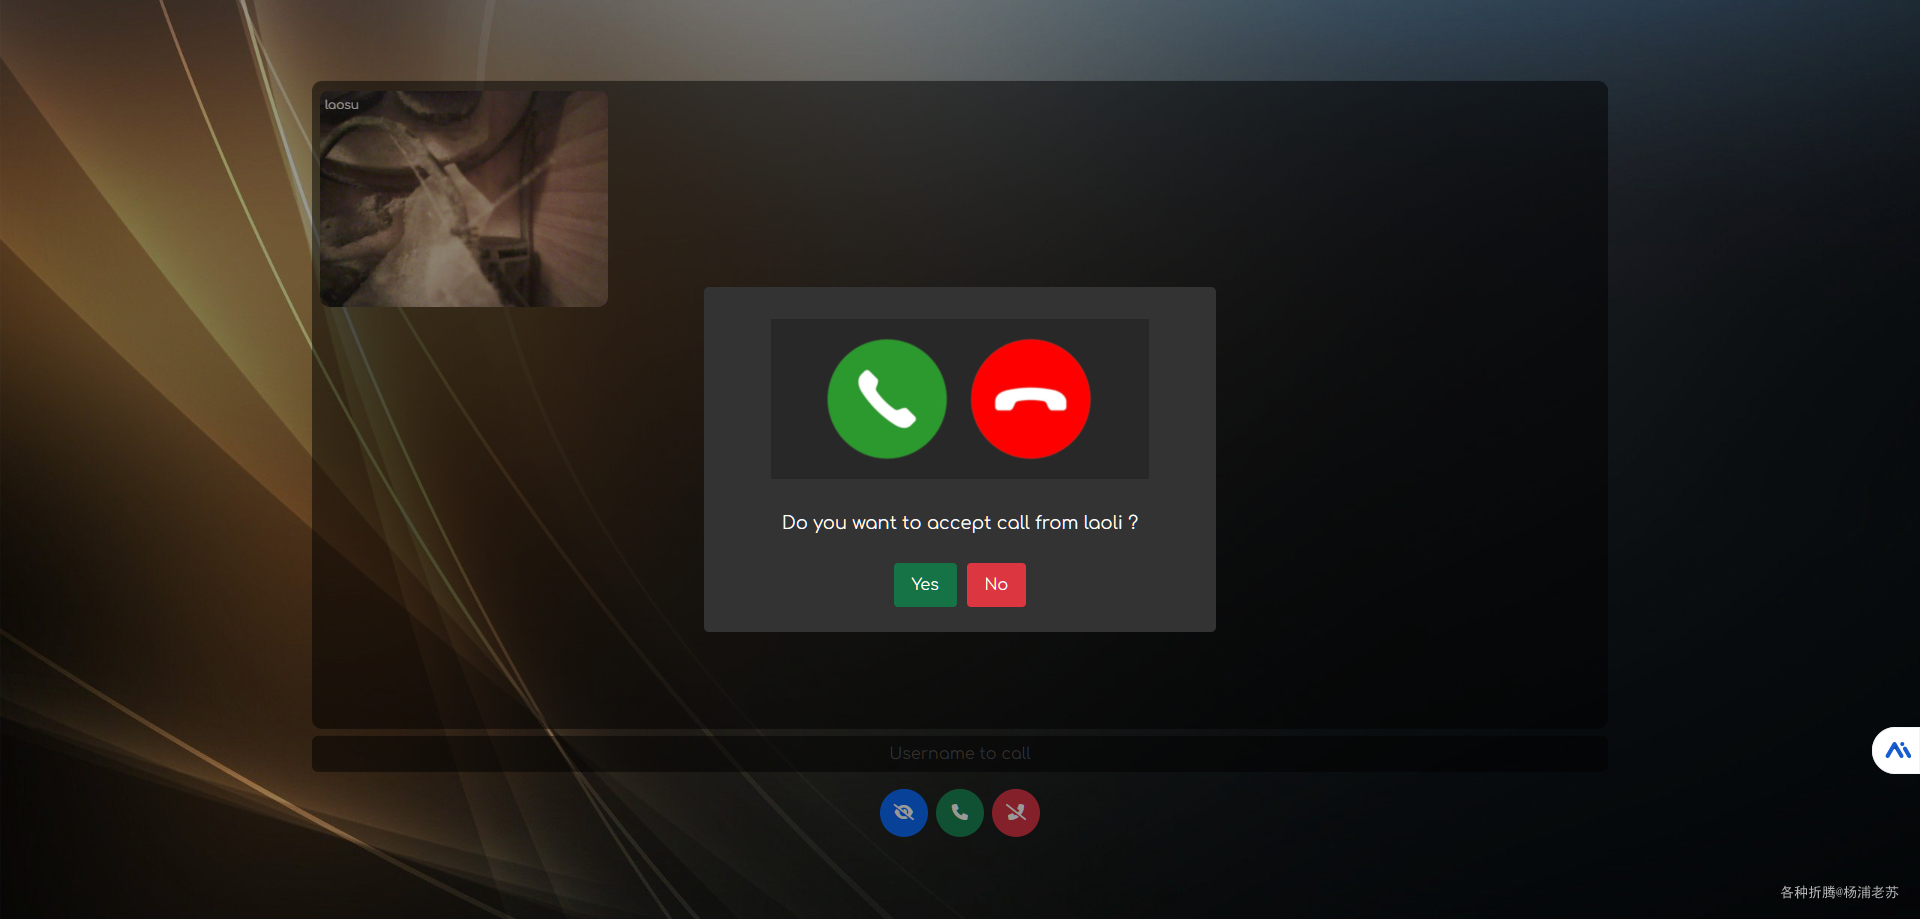 laosu
Do you want to accept call from laoli ?
Yes
No
Username to call
各种折腾@杨浦老苏